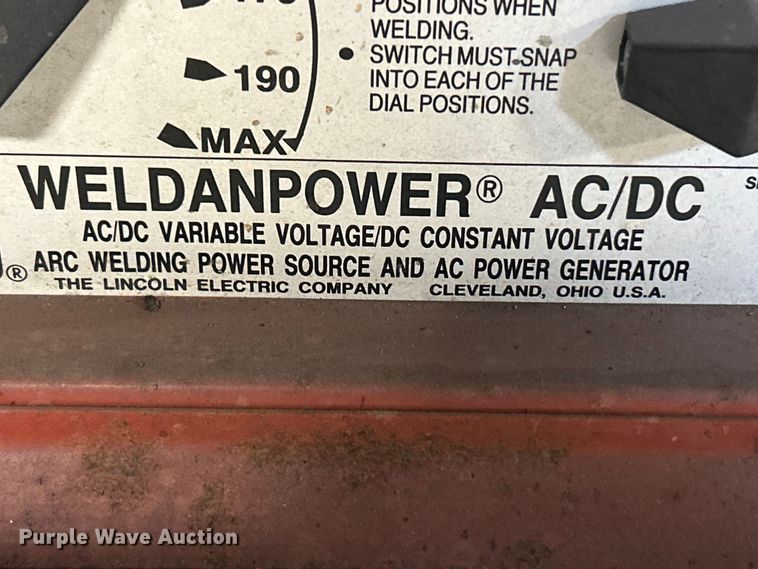 POSITIONS WHEN
WELDING.
• SWITCH MUST SNAP
INTO EACH OF THE
DIAL POSITIONS.
190
MAX
WELDANPOWER® AC/DC
AC/DC VARIABLE VOLTAGE/DC CONSTANT VOLTAGE
® ARC WELDING POWER SOURCE AND AC POWER GENERATOR
THE LINCOLN ELECTRIC COMPANY CLEVELAND, OHIO U.S.A.
Purple Wave Auction